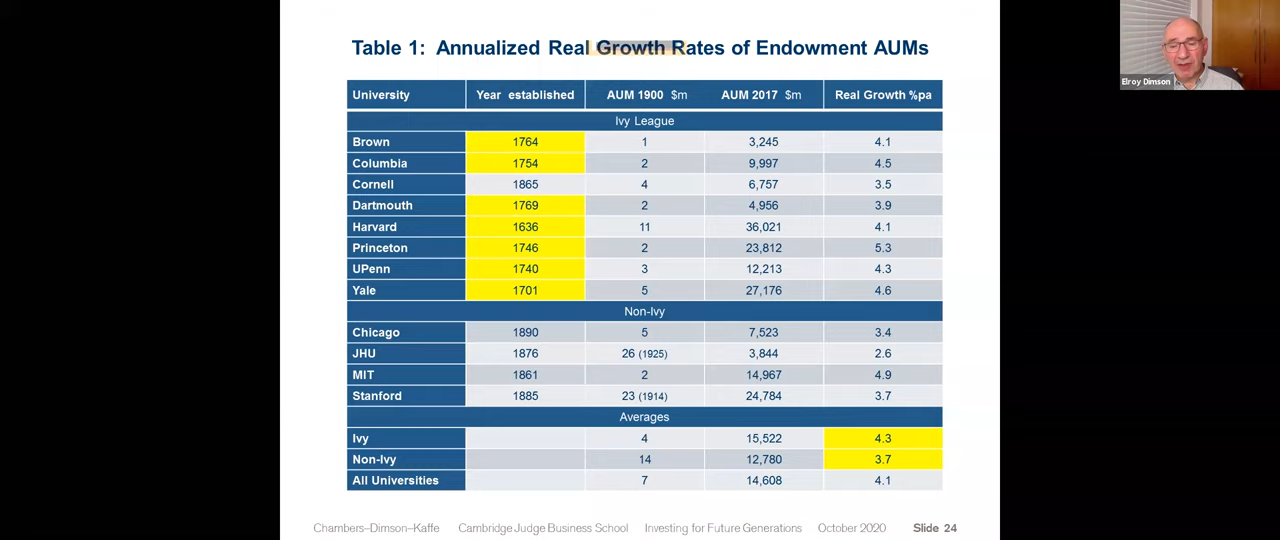 Table 1: Annualized Real Growth Rates of Endowment AUMs
Elroy Dimson
University Year established AUM 1900 $m AUM 2017 $m Real Growth %pa
Ivy League
Brown 1764 1 3,245 4.1
Columbia 1754 2 9,997 4.5
Cornell 1865 4 6,757 3.5
Dartmouth 1769 2 4,956 3.9
Harvard 1636 11 36,021 4.1
Princeton 1746 2 23,812 5.3
UPenn 1740 3 12,213 4.3
Yale 1701 5 27,176 4.6
Non-Ivy
Chicago 1890 5 7,523 3.4
JHU 1876 26 (1925) 3,844 2.6
MIT 1861 2 14,967 4.9
Stanford 1885 23 (1914) 24,784 3.7
Averages
Ivy 4 15,522 4.3
Non-Ivy 14 12,780 3.7
All Universities 7 14,608 4.1
Chambers–Dimson–Kaffe Cambridge Judge Business School Investing for Future Generations October 2020 Slide 24